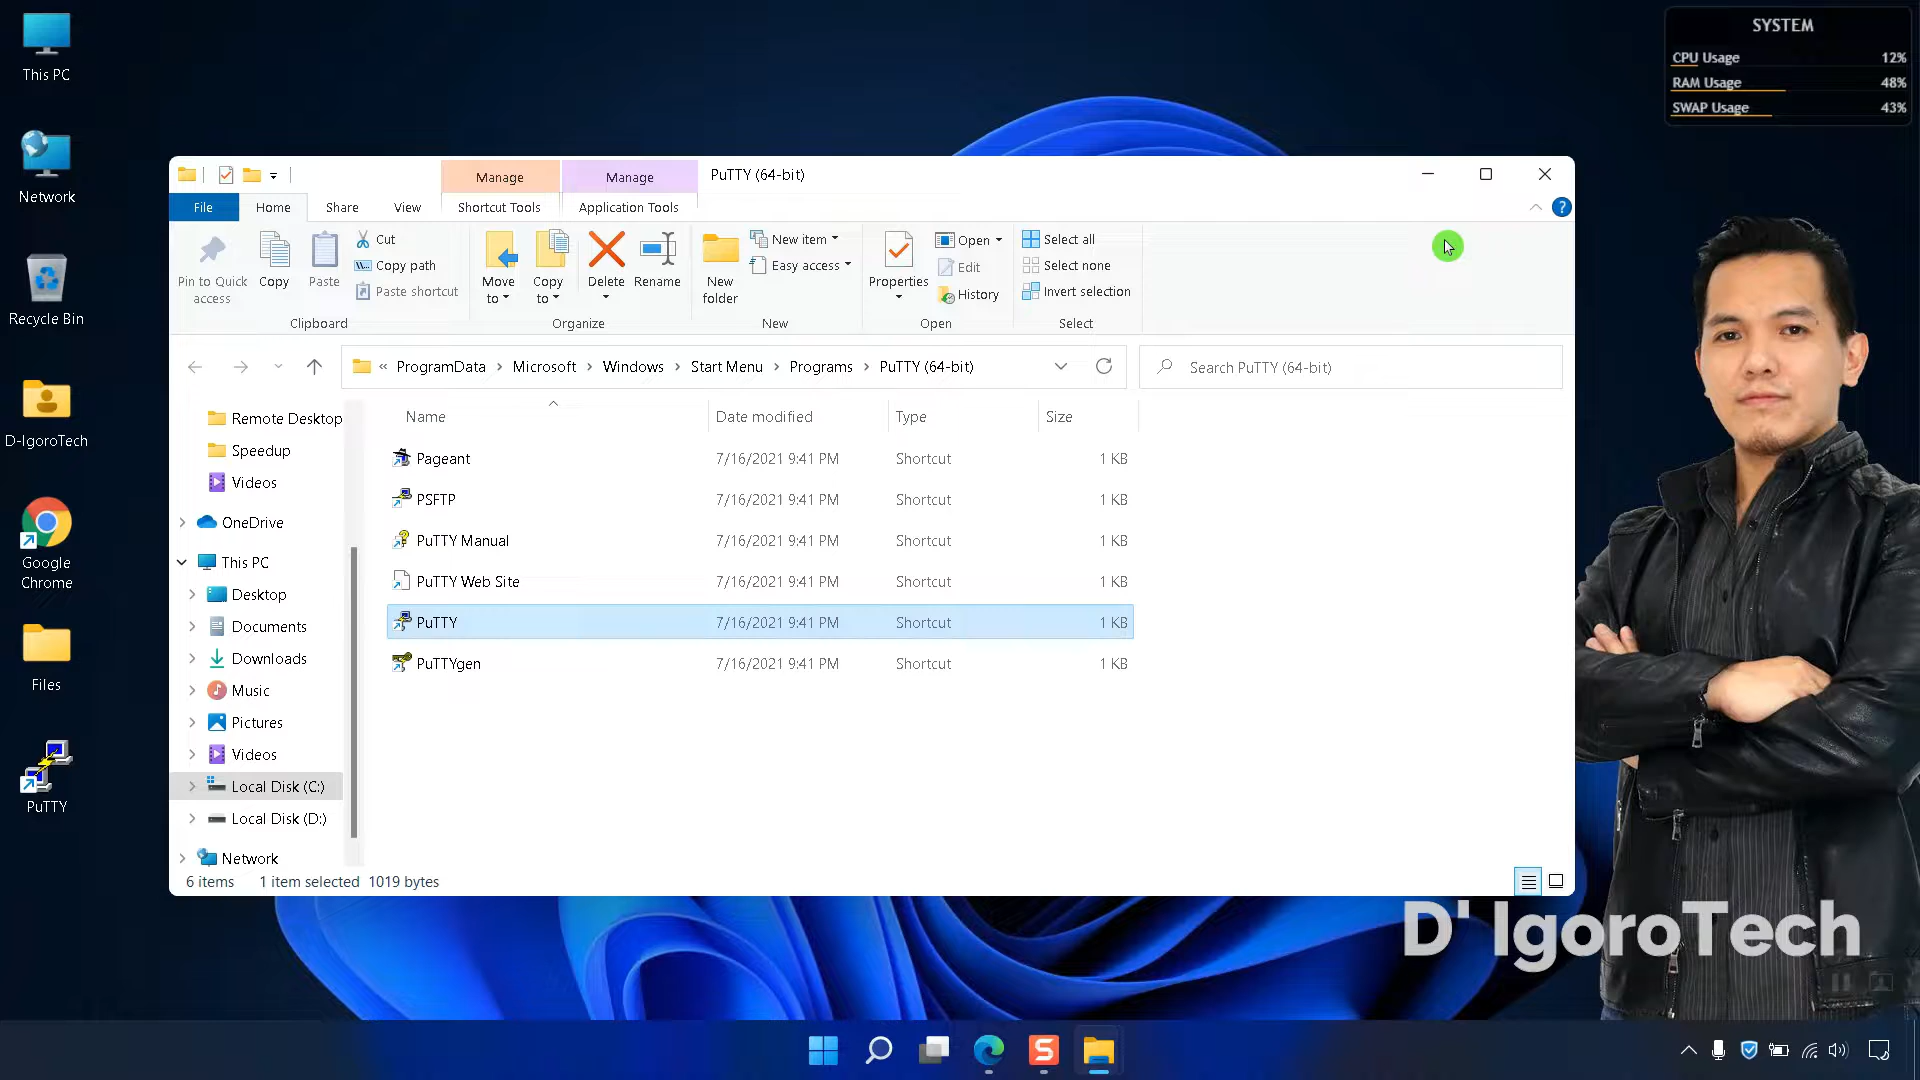 This PC
Network
Recycle Bin
D-IgoroTech
Google
Chrome
Files
PuTTY
SYSTEM
CPU Usage 12%
RAM Usage 48%
SWAP Usage 43%
Manage Manage PuTTY (64-bit)
File Home Share View Shortcut Tools Application Tools
Pin to Quick
access
Copy
Paste
Cut
Copy path
Paste shortcut
Clipboard
Move
to
Copy
to
Delete
Rename
Organize
New
folder
New item
Easy access
New
Properties
Open
Edit
History
Open
Select all
Select none
Invert selection
Select
« ProgramData > Microsoft > Windows > Start Menu > Programs > PuTTY (64-bit)
Search PuTTY (64-bit)
Remote Desktop
Speedup
Videos
OneDrive
This PC
Desktop
Documents
Downloads
Music
Pictures
Videos
Local Disk (C:)
Local Disk (D:)
Network
Name Date modified Type Size
Pageant 7/16/2021 9:41 PM Shortcut 1 KB
PSFTP 7/16/2021 9:41 PM Shortcut 1 KB
PuTTY Manual 7/16/2021 9:41 PM Shortcut 1 KB
PuTTY Web Site 7/16/2021 9:41 PM Shortcut 1 KB
PuTTY 7/16/2021 9:41 PM Shortcut 1 KB
PuTTYgen 7/16/2021 9:41 PM Shortcut 1 KB
6 items 1 item selected 1019 bytes
D' IgoroTech